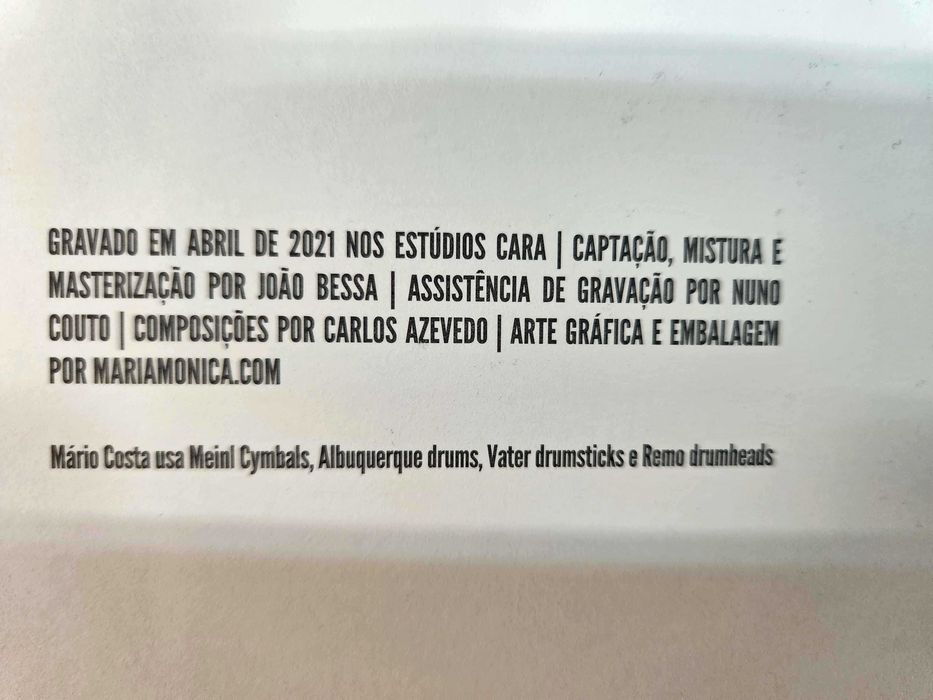 GRAVADO EM ABRIL DE 2021 NOS ESTÚDIOS CARA | CAPTAÇÃO, MISTURA E
MASTERIZAÇÃO POR JOÃO BESSA | ASSISTÊNCIA DE GRAVAÇÃO POR NUNO
COUTO | COMPOSIÇÕES POR CARLOS AZEVEDO | ARTE GRÁFICA E EMBALAGEM
POR MARIAMONICA.COM
Mário Costa usa Meinl Cymbals, Albuquerque drums, Vater drumsticks e Remo drumheads